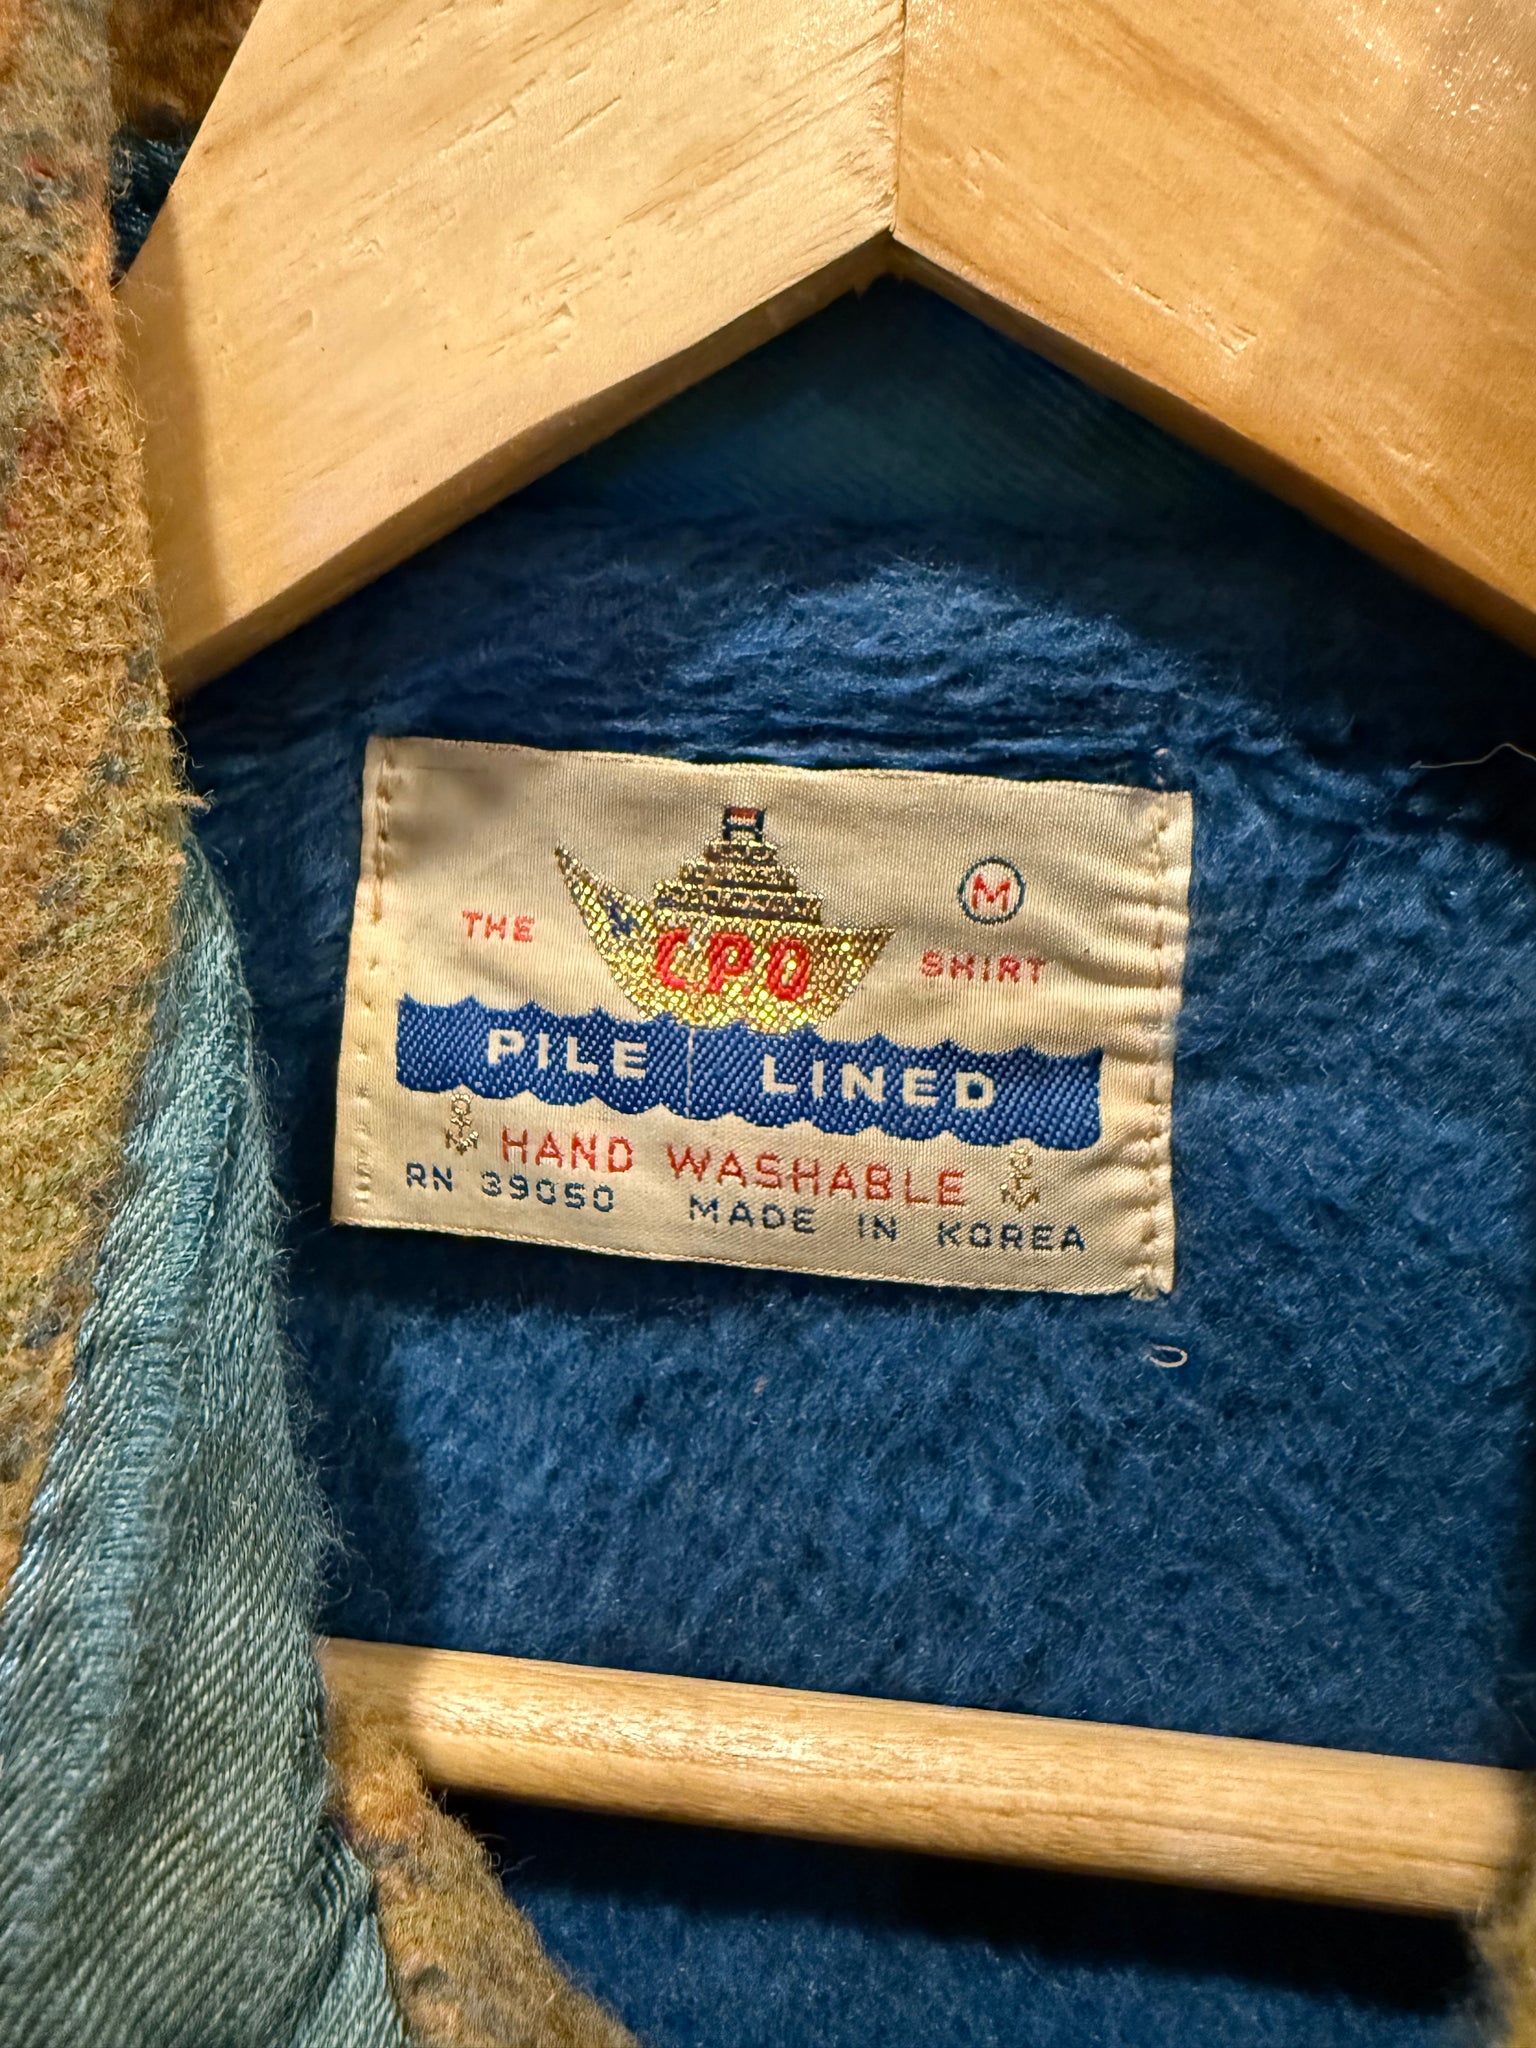 M
THE C.P.O. SHIRT
PILE LINED
HAND WASHABLE
RN 39050 MADE IN KOREA